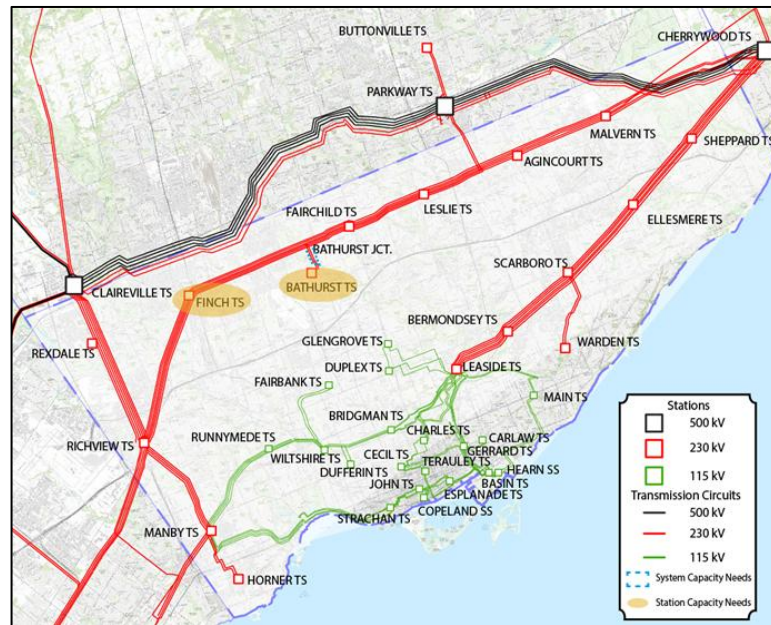 BUTTONVILLE TS
CHERRYWOOD TS
PARKWAY TS
MALVERN TS
SHEPPARD TS
AGINCOURT TS
LESLIE TS
ELLESMERE TS
FAIRCHILD TS
BATHURST JCT.
SCARBORO TS
CLAIREVILLE TS
FINCH TS
BATHURST TS
BERMONDSEY TS
WARDEN TS
GLENGROVE TS
REXDALE TS
DUPLEX TS
LEASIDE TS
FAIRBANK TS
MAIN TS
BRIDGMAN TS
RUNNYMEDE TS
CHARLES TS
CARLAW TS
RICHVIEW TS
WILTSHIRE TS
CECIL TS
GERRARD TS
DUFFERIN TS
TERAULEY TS
HEARN SS
JOHN TS
BASIN TS
ESPLANADE TS
STRACHAN TS
COPELAND SS
MANBY TS
HORNER TS
Stations
500 kV
230 kV
115 kV
Transmission Circuits
500 kV
230 kV
115 kV
System Capacity Needs
Station Capacity Needs